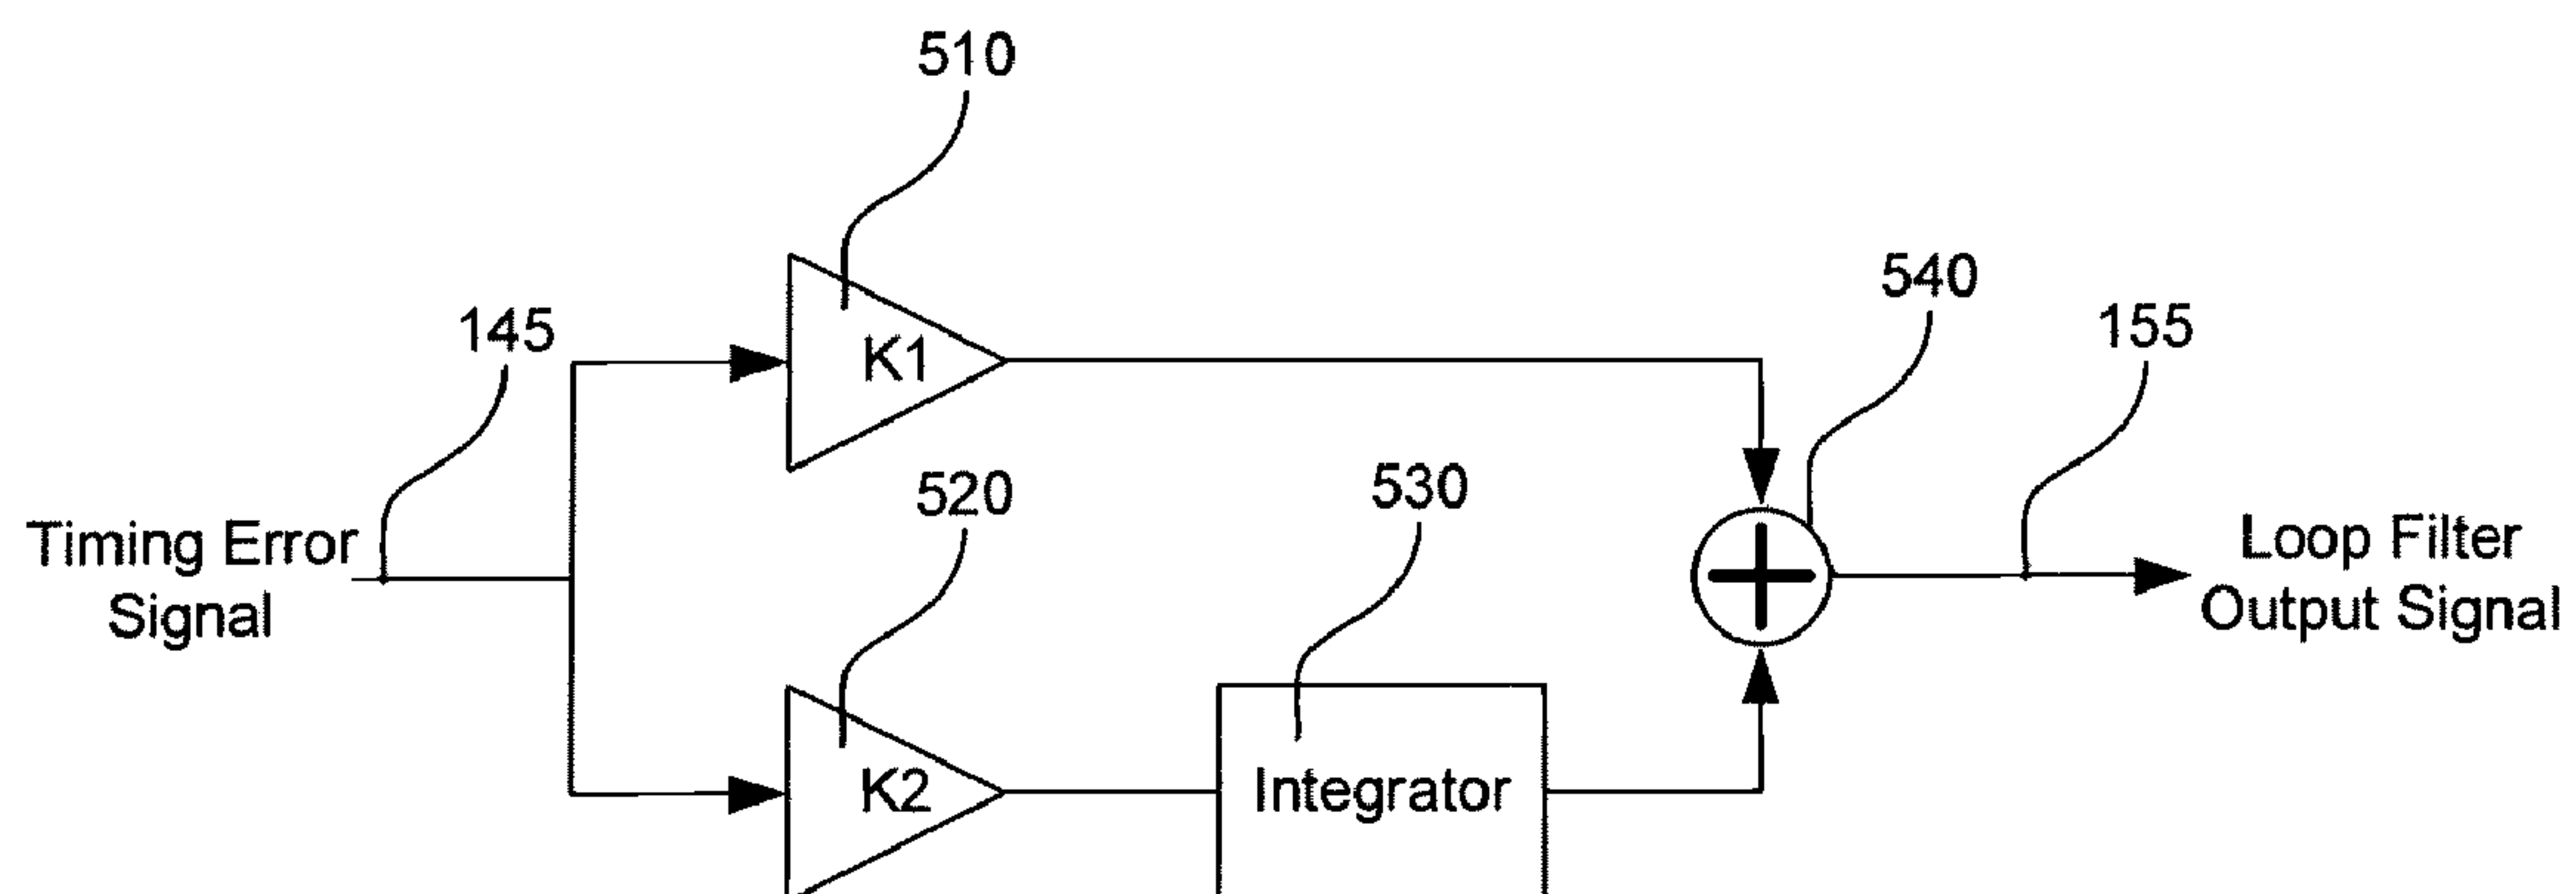 510
540
145
155
K1
520
530
Timing Error
Signal
Loop Filter
Output Signal
K2
Integrator